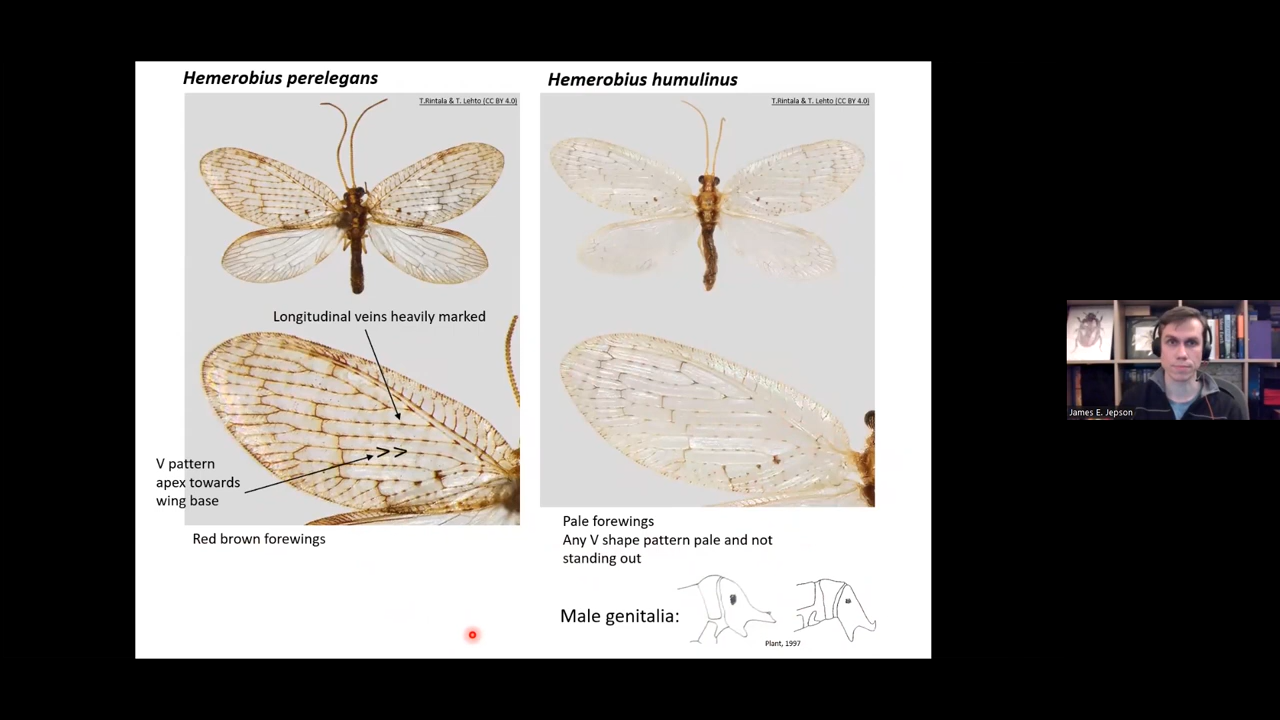 Hemerobius perelegans
Hemerobius humulinus
T.Rintala & T. Lehto (CC BY 4.0)
T.Rintala & T. Lehto (CC BY 4.0)
Longitudinal veins heavily marked
>>
V pattern
apex towards
wing base
Red brown forewings
Pale forewings
Any V shape pattern pale and not
standing out
Male genitalia:
Plant, 1997
James E. Jepson